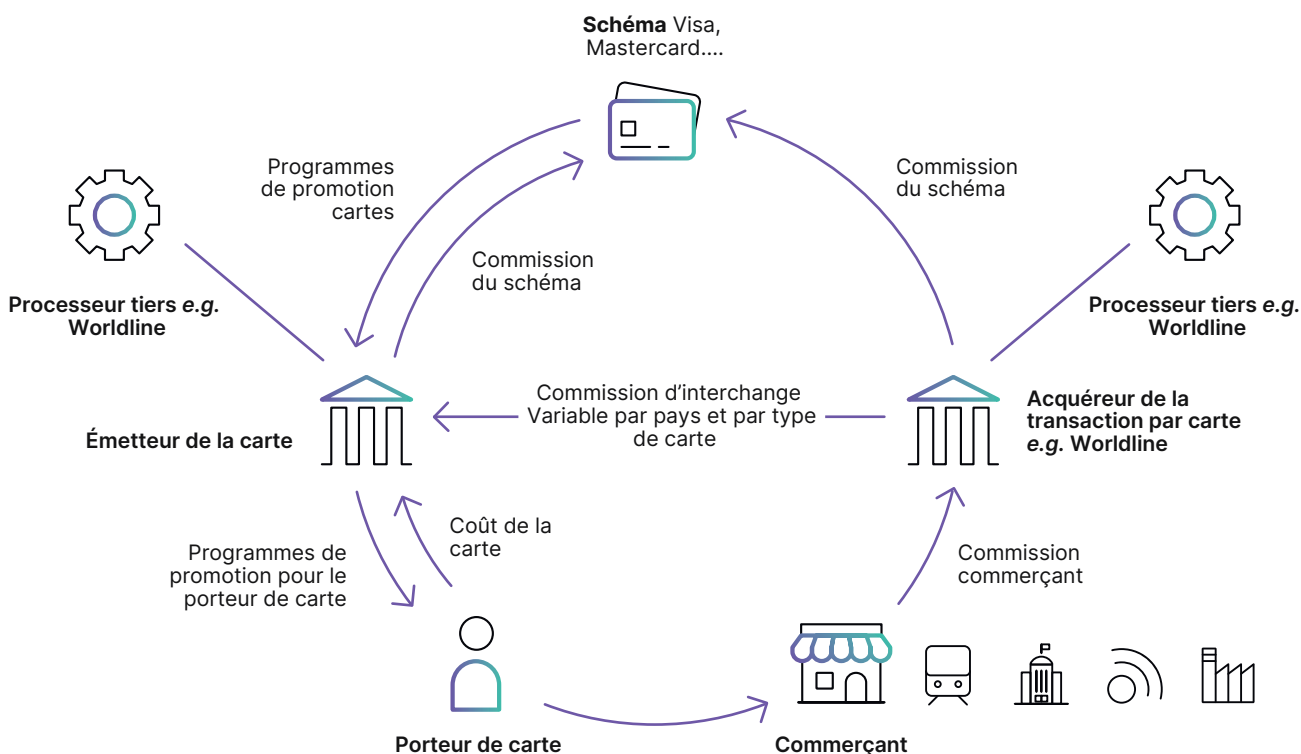 Schéma Visa,
Mastercard....
Programmes
de promotion
cartes
Commission
du schéma
Commission
du schéma
Processeur tiers e.g.
Worldline
Processeur tiers e.g.
Worldline
Émetteur de la carte
Commission d’interchange
Variable par pays et par type
de carte
Acquéreur de la
transaction par carte
e.g. Worldline
Programmes de
promotion pour le
porteur de carte
Coût de la
carte
Commission
commerçant
Porteur de carte
Commerçant